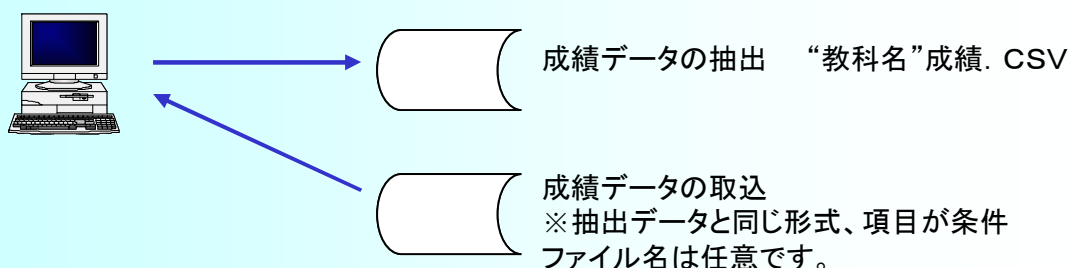 成績データの抽出　“教科名”成績．ＣＳＶ
成績データの取込
※抽出データと同じ形式、項目が条件
ファイル名は任意です。